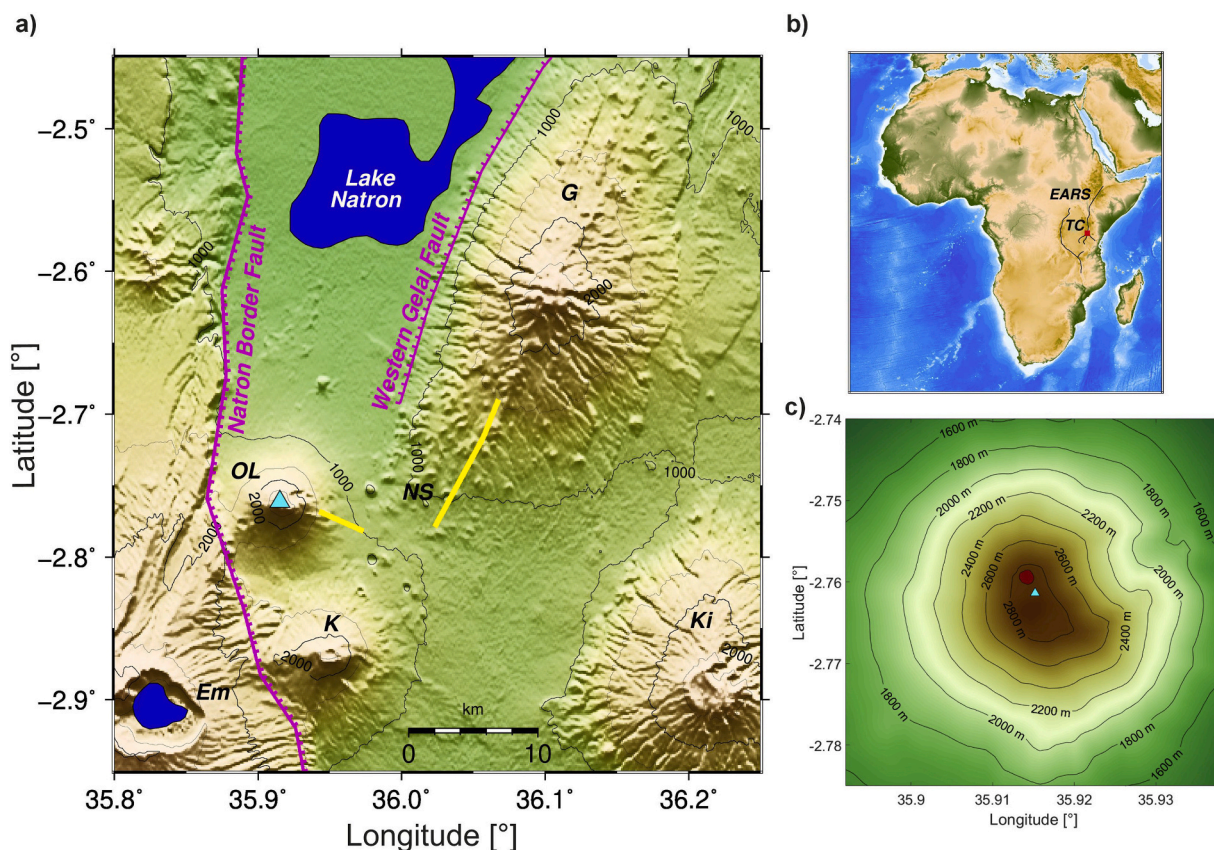 a)
Latitude [°]
−2.5˚
−2.6˚
−2.7˚
−2.8˚
−2.9˚
35.8˚
35.9˚
36.0˚
36.1˚
36.2˚
Longitude [°]
Lake
Natron
Natron Border Fault
Western Gelai Fault
G
OL
NS
K
Ki
Em
1000
1000
1000
2000
1000
1000
1000
2000
2000
2000
2000
km
0
10
b)
EARS
TC
c)
Latitude [°]
-2.74
-2.75
-2.76
-2.77
-2.78
35.9
35.91
35.92
35.93
Longitude [°]
1600 m
1800 m
2000 m
2200 m
2400 m
2600 m
1800 m
1600 m
2200 m
2600 m
2000 m
2400 m
2800 m
1800 m
2000 m
2200 m
1800 m
1600 m